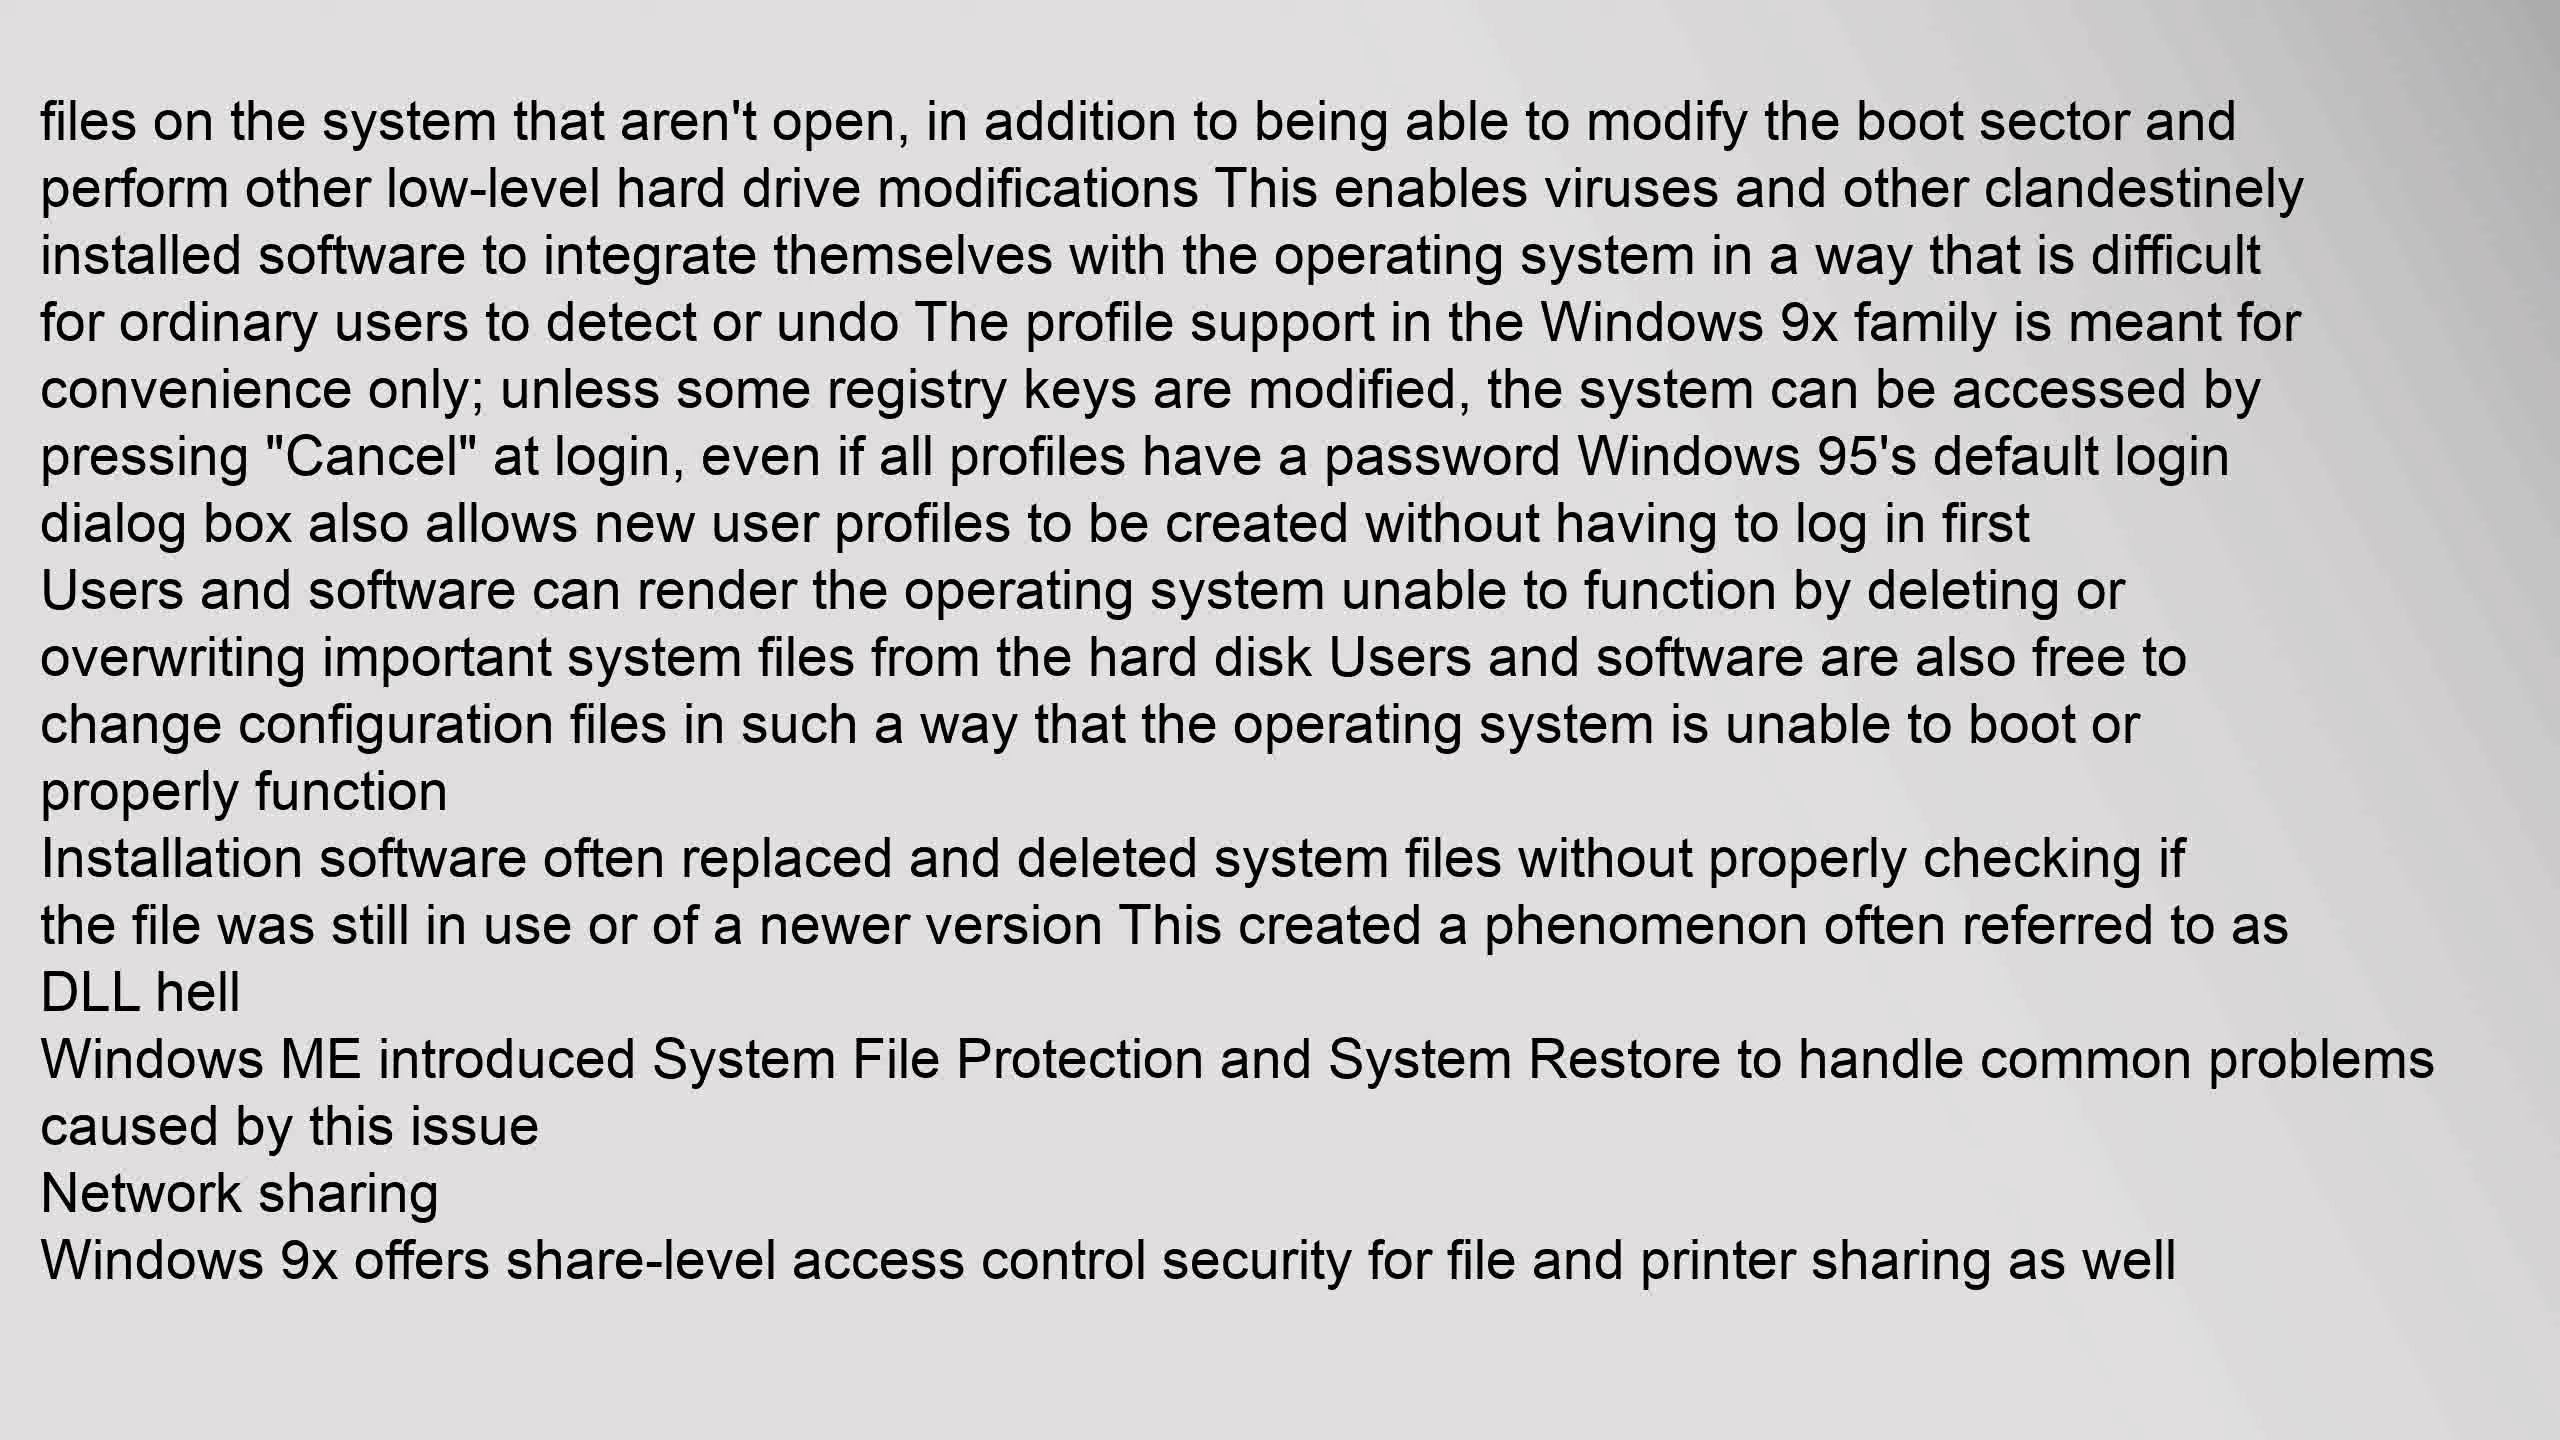 files on the system that aren't open, in addition to being able to modify the boot sector and
perform other low-level hard drive modifications This enables viruses and other clandestinely
installed software to integrate themselves with the operating system in a way that is difficult
for ordinary users to detect or undo The profile support in the Windows 9x family is meant for
convenience only; unless some registry keys are modified, the system can be accessed by
pressing "Cancel" at login, even if all profiles have a password Windows 95's default login
dialog box also allows new user profiles to be created without having to log in first
Users and software can render the operating system unable to function by deleting or
overwriting important system files from the hard disk Users and software are also free to
change configuration files in such a way that the operating system is unable to boot or
properly function
Installation software often replaced and deleted system files without properly checking if
the file was still in use or of a newer version This created a phenomenon often referred to as
DLL hell
Windows ME introduced System File Protection and System Restore to handle common problems
caused by this issue
Network sharing
Windows 9x offers share-level access control security for file and printer sharing as well